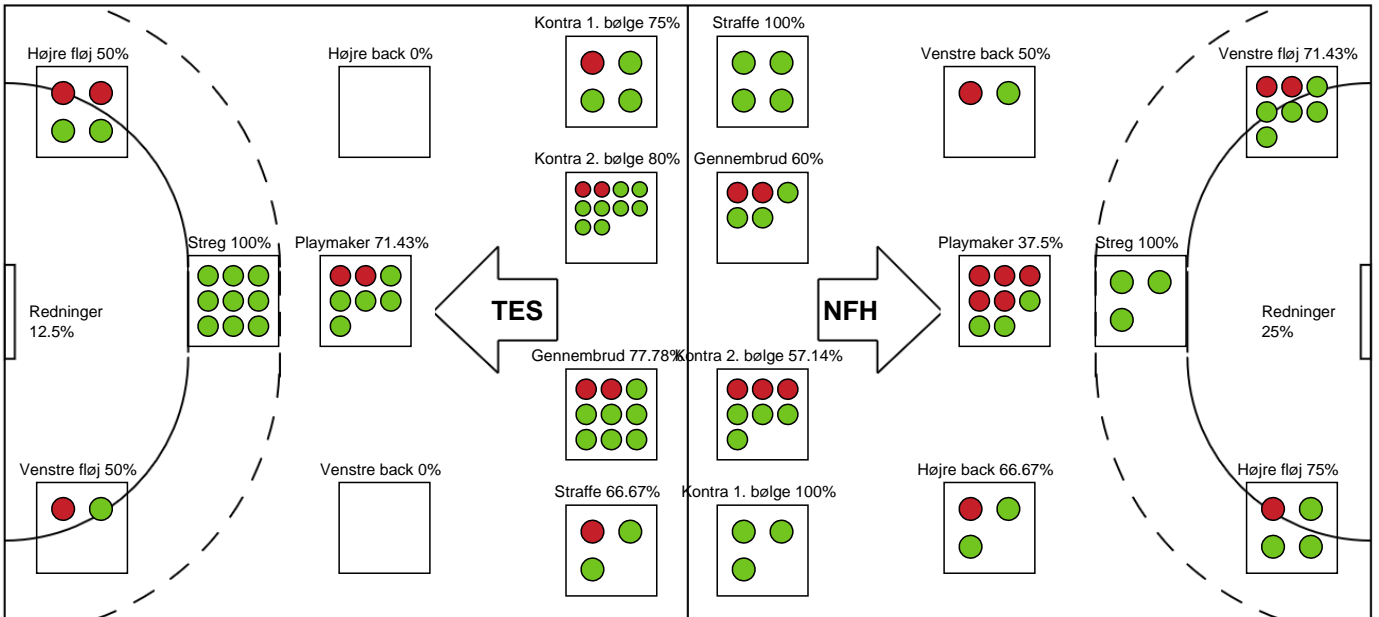 Kontra 1. bølge 75%
Straffe 100%
Højre fløj 50%
Højre back 0%
Venstre back 50%
Venstre fløj 71.43%
Kontra 2. bølge 80%
Gennembrud 60%
Streg 100%
Playmaker 71.43%
Playmaker 37.5%
Streg 100%
Redninger
12.5%
TES
NFH
Redninger
25%
Gennembrud 77.78%
Kontra 2. bølge 57.14%
Venstre fløj 50%
Venstre back 0%
Højre back 66.67%
Højre fløj 75%
Straffe 66.67%
Kontra 1. bølge 100%